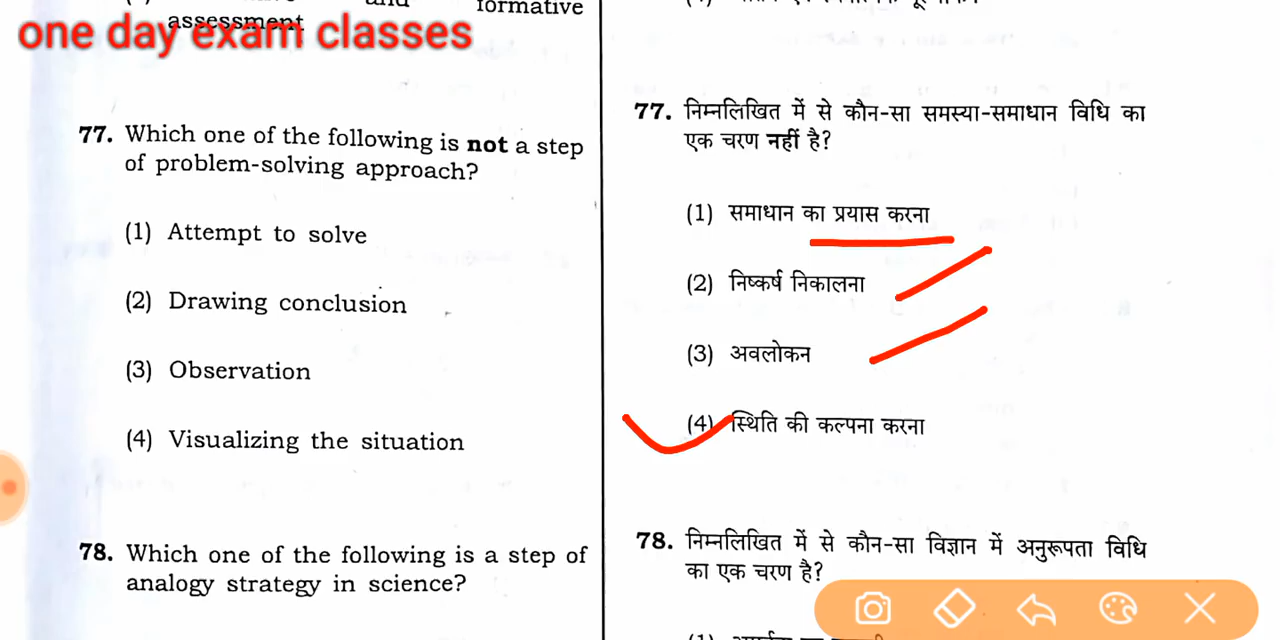 formative
assessment
one day exam classes
77. Which one of the following is not a step
of problem-solving approach?
(1) Attempt to solve
(2) Drawing conclusion
(3) Observation
(4) Visualizing the situation
78. Which one of the following is a step of
analogy strategy in science?
77. निम्नलिखित में से कौन-सा समस्या-समाधान विधि का
एक चरण नहीं है?
(1) समाधान का प्रयास करना
(2) निष्कर्ष निकालना
(3) अवलोकन
(4) स्थिति की कल्पना करना
78. निम्नलिखित में से कौन-सा विज्ञान में अनुरूपता विधि
का एक चरण है?